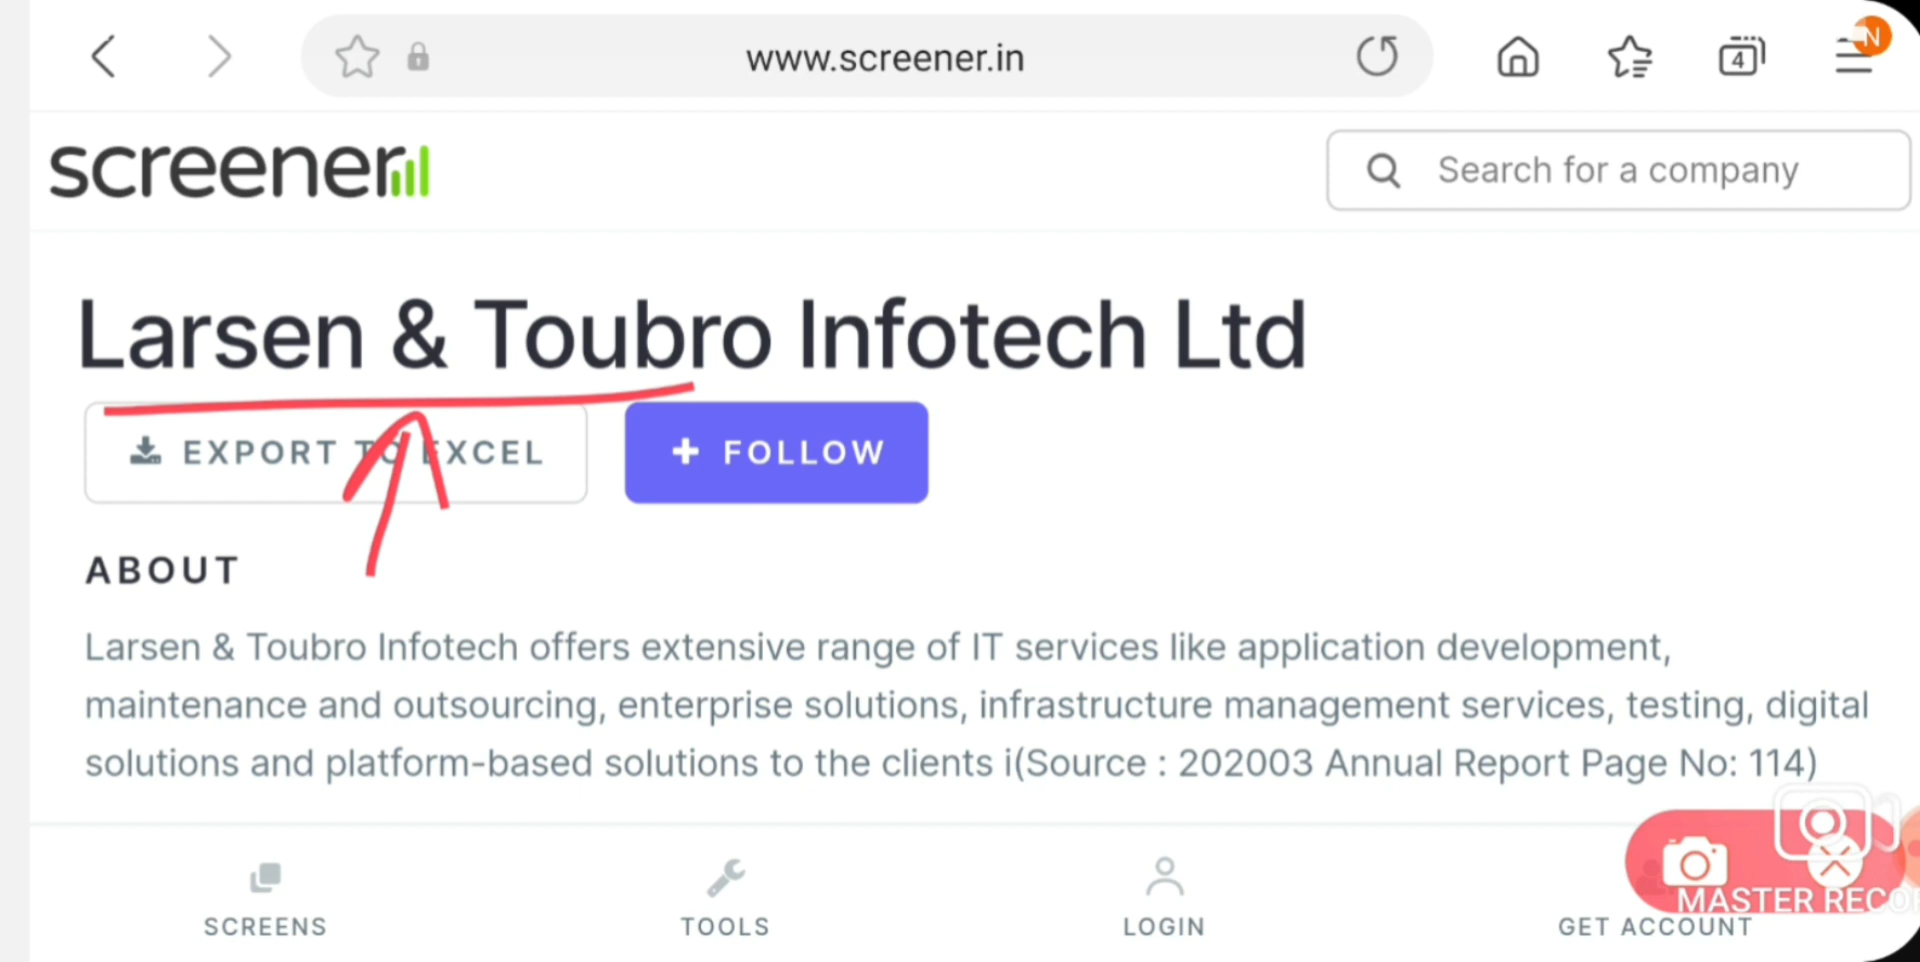 www.screener.in
4
N
screener
Search for a company
Larsen & Toubro Infotech Ltd
EXPORT TO EXCEL
+ FOLLOW
ABOUT
Larsen & Toubro Infotech offers extensive range of IT services like application development,
maintenance and outsourcing, enterprise solutions, infrastructure management services, testing, digital
solutions and platform-based solutions to the clients i(Source : 202003 Annual Report Page No: 114)
SCREENS
TOOLS
LOGIN
GET ACCOUNT
MASTER RECOR